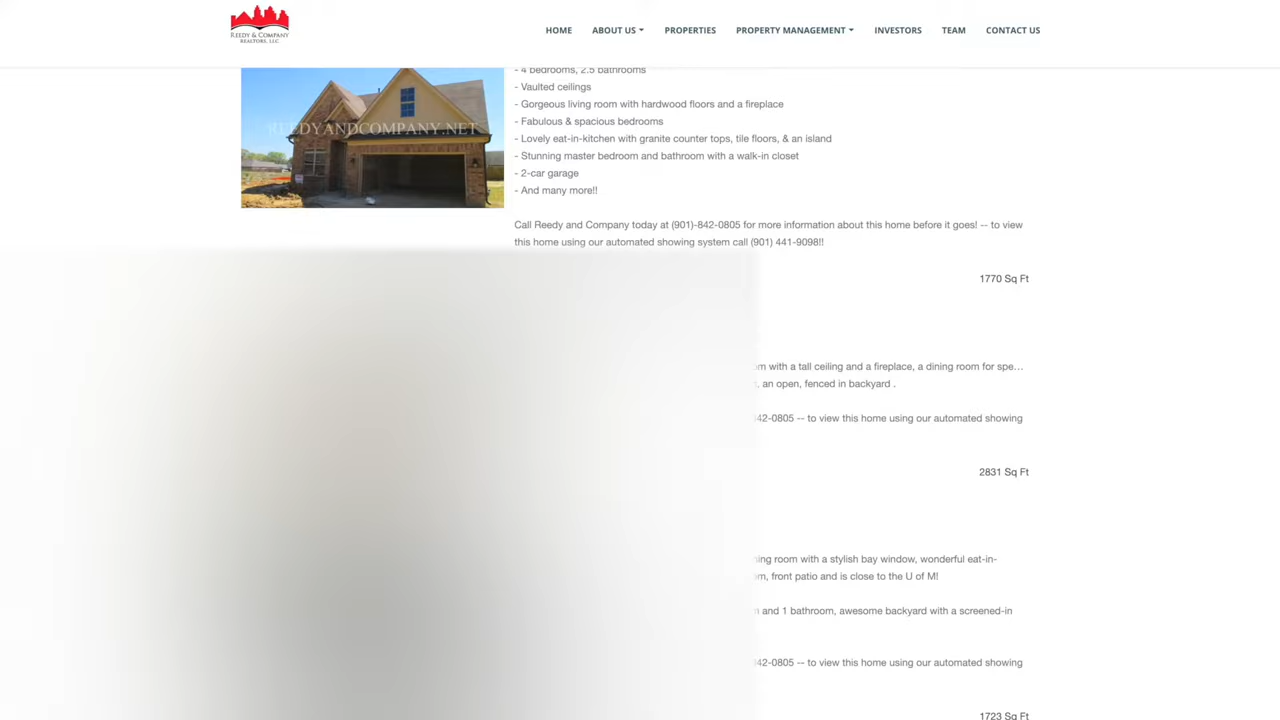 REEDY & COMPANY
REALTORS, LLC
HOME ABOUT US PROPERTIES PROPERTY MANAGEMENT INVESTORS TEAM CONTACT US
- 4 bedrooms, 2.5 bathrooms
- Vaulted ceilings
- Gorgeous living room with hardwood floors and a fireplace
REEDYANDCOMPANY.NET
- Fabulous & spacious bedrooms
- Lovely eat-in-kitchen with granite counter tops, tile floors, & an island
- Stunning master bedroom and bathroom with a walk-in closet
- 2-car garage
- And many more!!
Call Reedy and Company today at (901)-842-0805 for more information about this home before it goes! -- to view
this home using our automated showing system call (901) 441-9098!!
1770 Sq Ft
with a tall ceiling and a fireplace, a dining room for spe…
, an open, fenced in backyard .
42-0805 -- to view this home using our automated showing
2831 Sq Ft
room with a stylish bay window, wonderful eat-in-
, front patio and is close to the U of M!
and 1 bathroom, awesome backyard with a screened-in
42-0805 -- to view this home using our automated showing
1723 Sq Ft